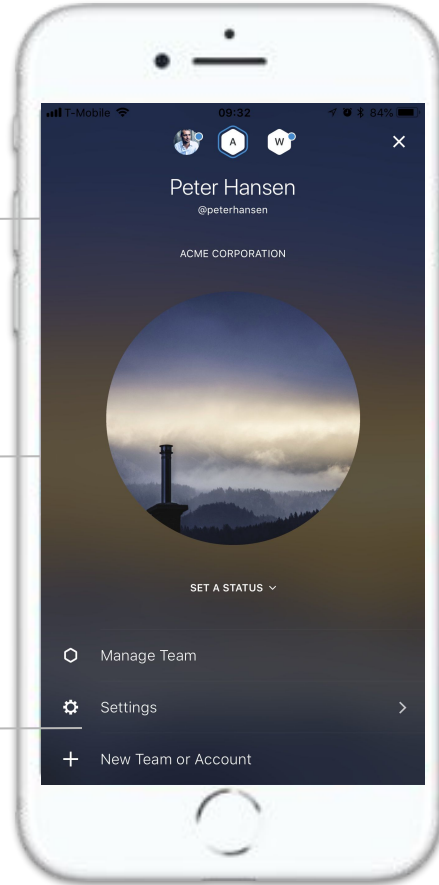 T-Mobile 09:32 84%
A W
Peter Hansen
@peterhansen
ACME CORPORATION
SET A STATUS
Manage Team
Settings
New Team or Account